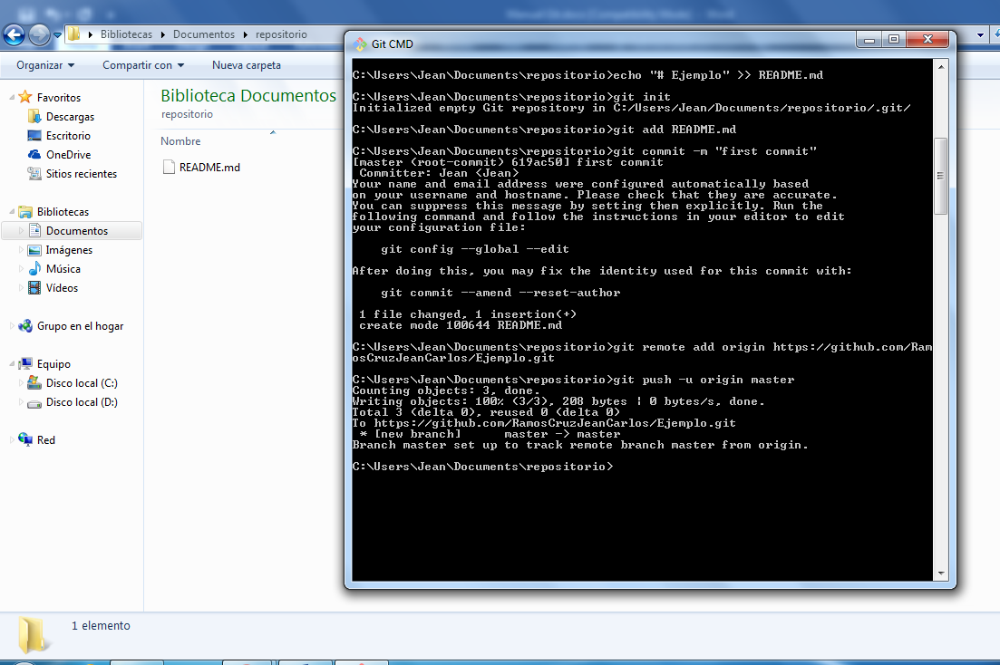 Bibliotecas Documentos repositorio
Organizar Compartir con Nueva carpeta
Favoritos
Descargas
Escritorio
OneDrive
Sitios recientes
Bibliotecas
Documentos
Imágenes
Música
Vídeos
Grupo en el hogar
Equipo
Disco local (C:)
Disco local (D:)
Red
Biblioteca Documentos
repositorio
Nombre
README.md
1 elemento
Git CMD
C:\Users\Jean\Documents\repositorio>echo "# Ejemplo" >> README.md
C:\Users\Jean\Documents\repositorio>git init
Initialized empty Git repository in C:/Users/Jean/Documents/repositorio/.git/
C:\Users\Jean\Documents\repositorio>git add README.md
C:\Users\Jean\Documents\repositorio>git commit -m "first commit"
[master (root-commit) 619ac50] first commit
 Committer: Jean <Jean>
Your name and email address were configured automatically based
on your username and hostname. Please check that they are accurate.
You can suppress this message by setting them explicitly. Run the
following command and follow the instructions in your editor to edit
your configuration file:
    git config --global --edit
After doing this, you may fix the identity used for this commit with:
    git commit --amend --reset-author
 1 file changed, 1 insertion(+)
 create mode 100644 README.md
C:\Users\Jean\Documents\repositorio>git remote add origin https://github.com/Ram
osCruzJeanCarlos/Ejemplo.git
C:\Users\Jean\Documents\repositorio>git push -u origin master
Counting objects: 3, done.
Writing objects: 100% (3/3), 208 bytes | 0 bytes/s, done.
Total 3 (delta 0), reused 0 (delta 0)
To https://github.com/RamosCruzJeanCarlos/Ejemplo.git
 * [new branch]      master -> master
Branch master set up to track remote branch master from origin.
C:\Users\Jean\Documents\repositorio>